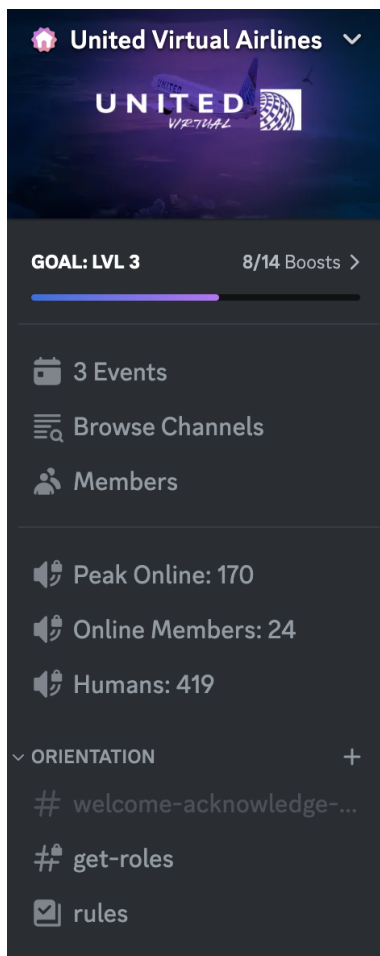 United Virtual Airlines
UNITED
VIRTUAL
GOAL: LVL 3 8/14 Boosts
3 Events
Browse Channels
Members
Peak Online: 170
Online Members: 24
Humans: 419
ORIENTATION
welcome-acknowledge-...
get-roles
rules